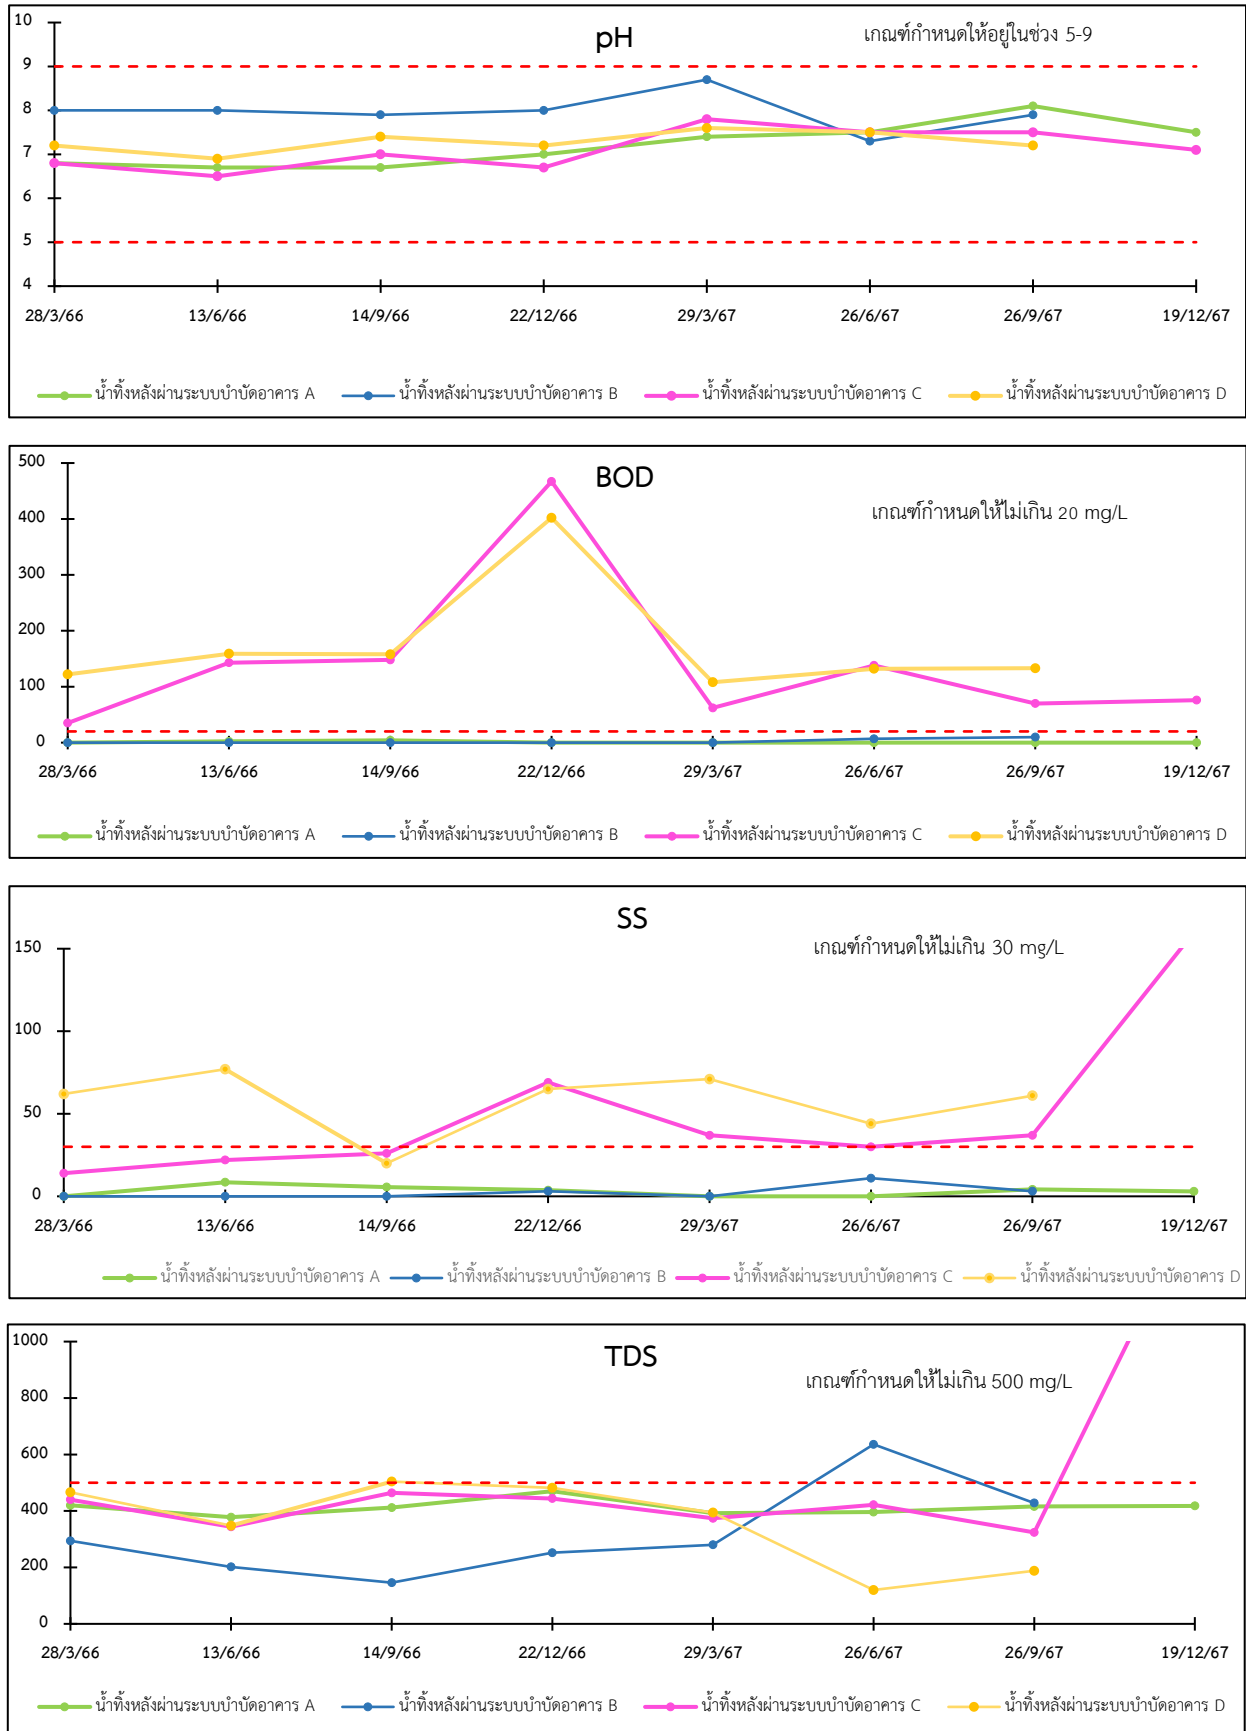 pH
เกณฑ์กำหนดให้อยู่ในช่วง 5-9
10
9
8
7
6
5
4
28/3/66 13/6/66 14/9/66 22/12/66 29/3/67 26/6/67 26/9/67 19/12/67
น้ำทิ้งหลังผ่านระบบบำบัดอาคาร A น้ำทิ้งหลังผ่านระบบบำบัดอาคาร B น้ำทิ้งหลังผ่านระบบบำบัดอาคาร C น้ำทิ้งหลังผ่านระบบบำบัดอาคาร D
BOD
เกณฑ์กำหนดให้ไม่เกิน 20 mg/L
500
400
300
200
100
0
28/3/66 13/6/66 14/9/66 22/12/66 29/3/67 26/6/67 26/9/67 19/12/67
น้ำทิ้งหลังผ่านระบบบำบัดอาคาร A น้ำทิ้งหลังผ่านระบบบำบัดอาคาร B น้ำทิ้งหลังผ่านระบบบำบัดอาคาร C น้ำทิ้งหลังผ่านระบบบำบัดอาคาร D
SS
เกณฑ์กำหนดให้ไม่เกิน 30 mg/L
150
100
50
0
28/3/66 13/6/66 14/9/66 22/12/66 29/3/67 26/6/67 26/9/67 19/12/67
น้ำทิ้งหลังผ่านระบบบำบัดอาคาร A น้ำทิ้งหลังผ่านระบบบำบัดอาคาร B น้ำทิ้งหลังผ่านระบบบำบัดอาคาร C น้ำทิ้งหลังผ่านระบบบำบัดอาคาร D
TDS
เกณฑ์กำหนดให้ไม่เกิน 500 mg/L
1000
800
600
400
200
0
28/3/66 13/6/66 14/9/66 22/12/66 29/3/67 26/6/67 26/9/67 19/12/67
น้ำทิ้งหลังผ่านระบบบำบัดอาคาร A น้ำทิ้งหลังผ่านระบบบำบัดอาคาร B น้ำทิ้งหลังผ่านระบบบำบัดอาคาร C น้ำทิ้งหลังผ่านระบบบำบัดอาคาร D